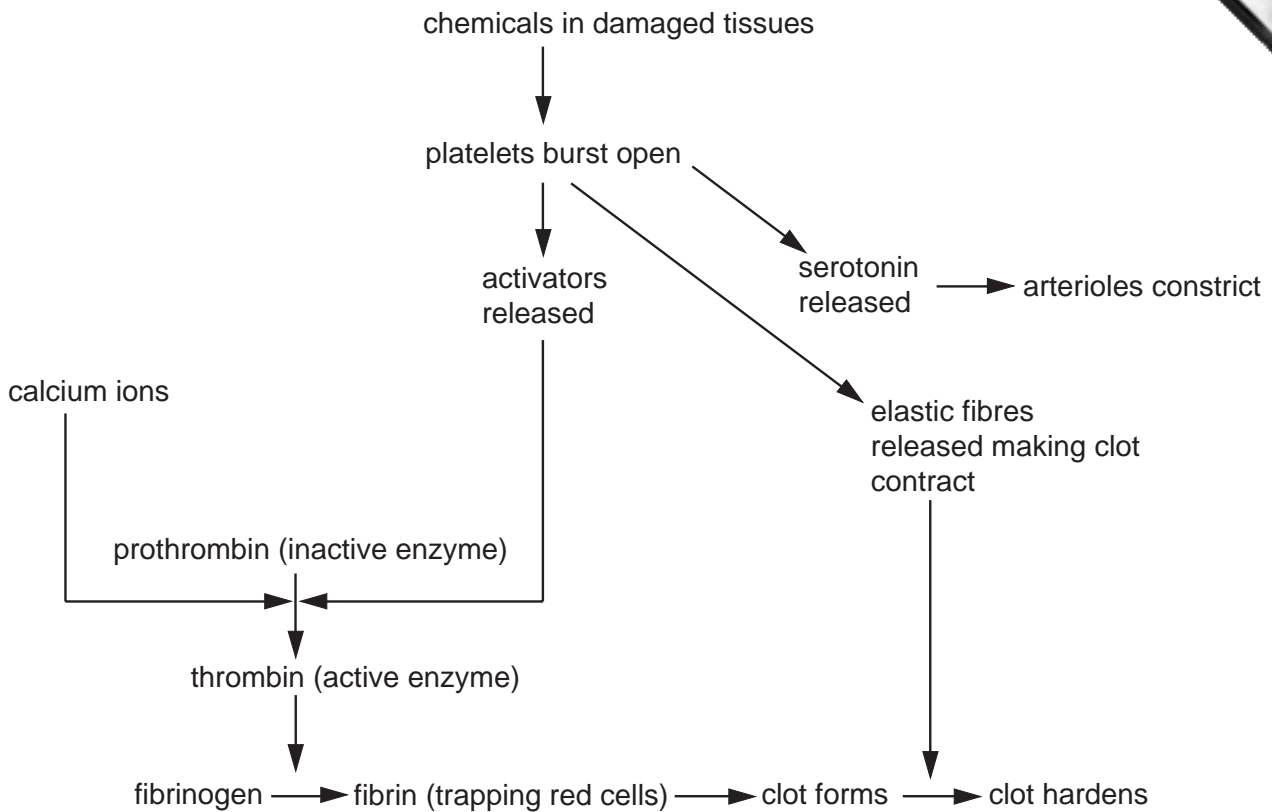 chemicals in damaged tissues
platelets burst open
activators
released
serotonin
released
arterioles constrict
calcium ions
elastic fibres
released making clot
contract
prothrombin (inactive enzyme)
thrombin (active enzyme)
fibrinogen
fibrin (trapping red cells)
clot forms
clot hardens